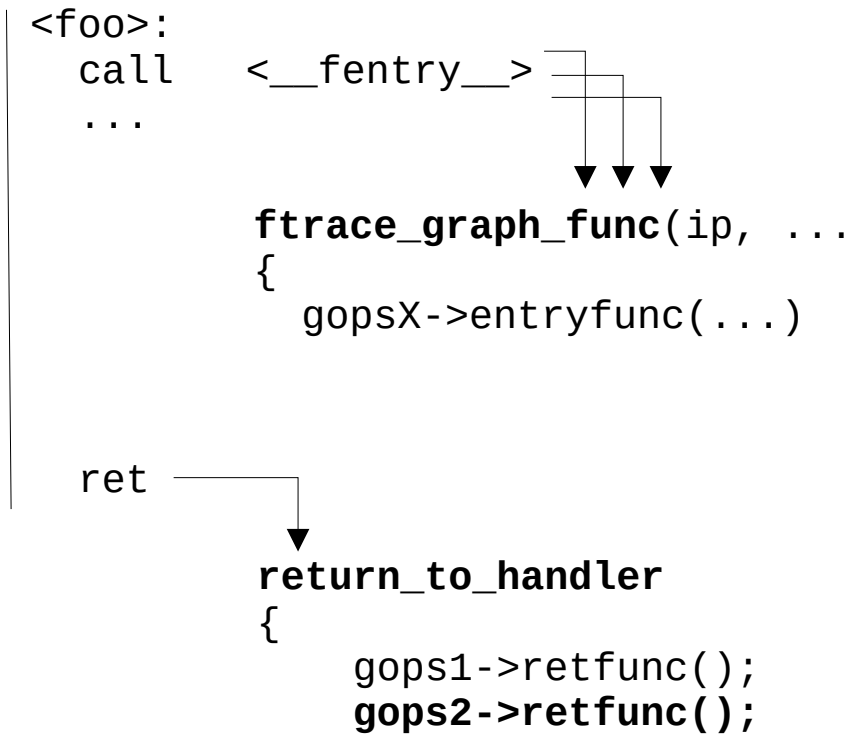 <foo>:
call <__fentry__>
...
ftrace_graph_func(ip, ...
{
gopsX->entryfunc(...)
ret
return_to_handler
{
gops1->retfunc();
gops2->retfunc();